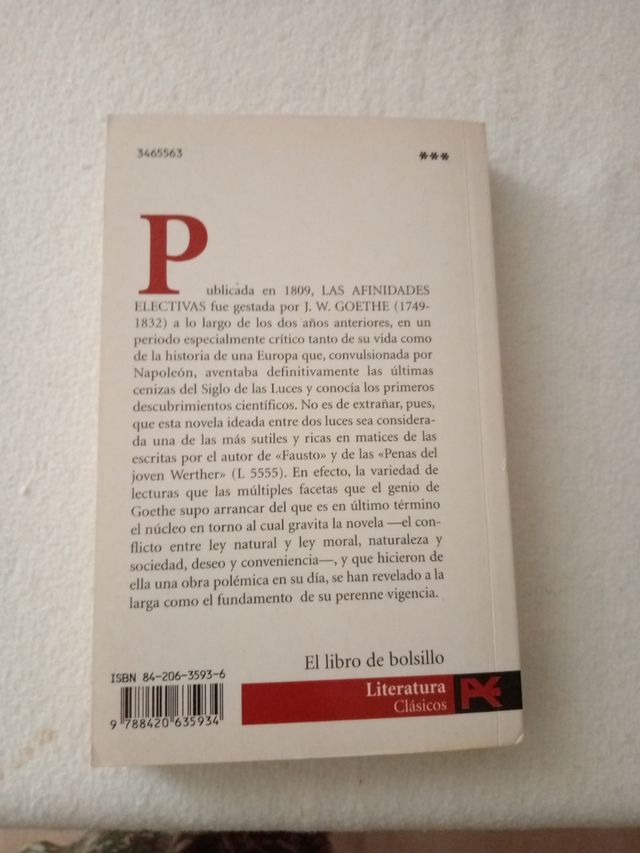 3465563
***
Publicada en 1809, LAS AFINIDADES
ELECTIVAS fue gestada por J. W. GOETHE (1749-
1832) a lo largo de los dos años anteriores, en un
periodo especialmente crítico tanto de su vida como
de la historia de una Europa que, convulsionada por
Napoleón, aventaba definitivamente las últimas
cenizas del Siglo de las Luces y conocía los primeros
descubrimientos científicos. No es de extrañar, pues,
que esta novela ideada entre dos luces sea considera-
da una de las más sutiles y ricas en matices de las
escritas por el autor de «Fausto» y de las «Penas del
joven Werther» (L 5555). En efecto, la variedad de
lecturas que las múltiples facetas que el genio de
Goethe supo arrancar del que es en último término
el núcleo en torno al cual gravita la novela —el con-
flicto entre ley natural y ley moral, naturaleza y
sociedad, deseo y conveniencia—, y que hicieron de
ella una obra polémica en su día, se han revelado a la
larga como el fundamento de su perenne vigencia.
El libro de bolsillo
ISBN 84-206-3593-6
Literatura
Clásicos
9 788420 635934